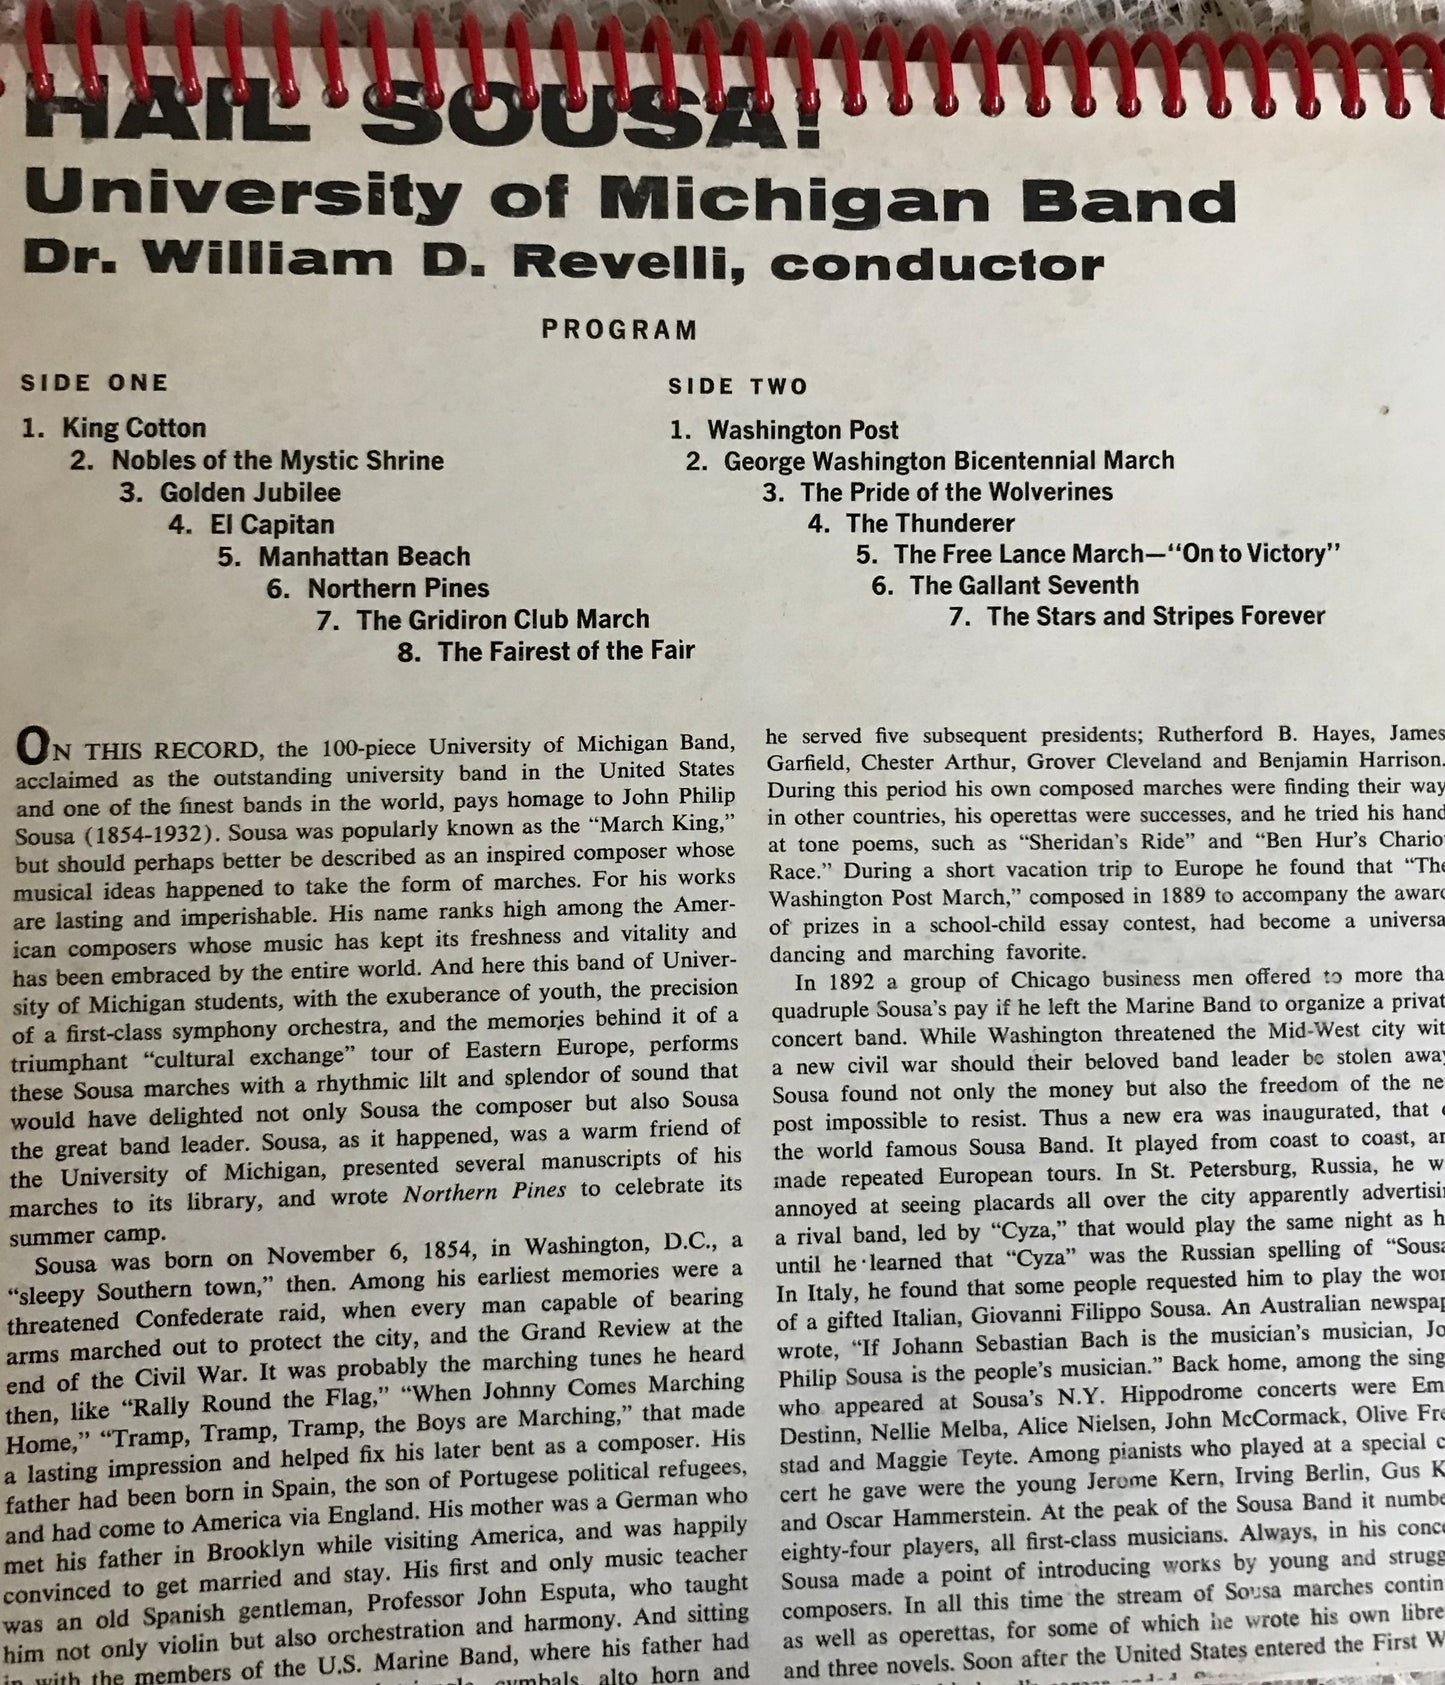 HAIL SOUSA!
University of Michigan Band
Dr. William D. Revelli, conductor
PROGRAM
SIDE ONE
1. King Cotton
2. Nobles of the Mystic Shrine
3. Golden Jubilee
4. El Capitan
5. Manhattan Beach
6. Northern Pines
7. The Gridiron Club March
8. The Fairest of the Fair
SIDE TWO
1. Washington Post
2. George Washington Bicentennial March
3. The Pride of the Wolverines
4. The Thunderer
5. The Free Lance March—"On to Victory"
6. The Gallant Seventh
7. The Stars and Stripes Forever
ON THIS RECORD, the 100-piece University of Michigan Band,
acclaimed as the outstanding university band in the United States
and one of the finest bands in the world, pays homage to John Philip
Sousa (1854-1932). Sousa was popularly known as the "March King,"
but should perhaps better be described as an inspired composer whose
musical ideas happened to take the form of marches. For his works
are lasting and imperishable. His name ranks high among the Amer-
ican composers whose music has kept its freshness and vitality and
has been embraced by the entire world. And here this band of Univer-
sity of Michigan students, with the exuberance of youth, the precision
of a first-class symphony orchestra, and the memories behind it of a
triumphant "cultural exchange" tour of Eastern Europe, performs
these Sousa marches with a rhythmic lilt and splendor of sound that
would have delighted not only Sousa the composer but also Sousa
the great band leader. Sousa, as it happened, was a warm friend of
the University of Michigan, presented several manuscripts of his
marches to its library, and wrote Northern Pines to celebrate its
summer camp.
Sousa was born on November 6, 1854, in Washington, D.C., a
"sleepy Southern town," then. Among his earliest memories were a
threatened Confederate raid, when every man capable of bearing
arms marched out to protect the city, and the Grand Review at the
end of the Civil War. It was probably the marching tunes he heard
then, like "Rally Round the Flag," "When Johnny Comes Marching
Home," "Tramp, Tramp, Tramp, the Boys are Marching," that made
a lasting impression and helped fix his later bent as a composer. His
father had been born in Spain, the son of Portugese political refugees,
and had come to America via England. His mother was a German who
met his father in Brooklyn while visiting America, and was happily
convinced to get married and stay. His first and only music teacher
was an old Spanish gentleman, Professor John Esputa, who taught
him not only violin but also orchestration and harmony. And sitting
in with the members of the U.S. Marine Band, where his father had
cymbals, alto horn and
he served five subsequent presidents; Rutherford B. Hayes, James
Garfield, Chester Arthur, Grover Cleveland and Benjamin Harrison.
During this period his own composed marches were finding their way
in other countries, his operettas were successes, and he tried his hand
at tone poems, such as "Sheridan's Ride" and "Ben Hur's
Race." During a short vacation trip to Europe he found that "The
Washington Post March," composed in 1889 to accompany the
of prizes in a school-child essay contest, had become a
dancing and marching favorite.
In 1892 a group of Chicago business men offered to more
quadruple Sousa's pay if he left the Marine Band to organize a
concert band. While Washington threatened the Mid-West city
a new civil war should their beloved band leader be stolen
Sousa found not only the money but also the freedom of the
post impossible to resist. Thus a new era was inaugurated, that
the world famous Sousa Band. It played from coast to coast,
made repeated European tours. In St. Petersburg, Russia, he
annoyed at seeing placards all over the city apparently
a rival band, led by "Cyza," that would play the same night as
until he learned that "Cyza" was the Russian spelling of "Sousa
In Italy, he found that some people requested him to play the
of a gifted Italian, Giovanni Filippo Sousa. An Australian
wrote, "If Johann Sebastian Bach is the musician's musician,
Philip Sousa is the people's musician." Back home, among the
who appeared at Sousa's N.Y. Hippodrome concerts were
Destinn, Nellie Melba, Alice Nielsen, John McCormack, Olive
stad and Maggie Teyte. Among pianists who played at a special
cert he gave were the young Jerome Kern, Irving Berlin, Gus
and Oscar Hammerstein. At the peak of the Sousa Band it
eighty-four players, all first-class musicians. Always, in his
Sousa made a point of introducing works by young and
composers. In all this time the stream of Sousa marches
as well as operettas, for some of which he wrote his own
and three novels. Soon after the United States entered the First